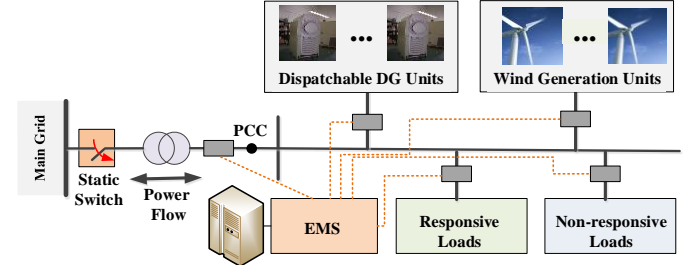 Dispatchable DG Units
Wind Generation Units
Main Grid
PCC
Static
Switch
Power
Flow
EMS
Responsive
Loads
Non-responsive
Loads